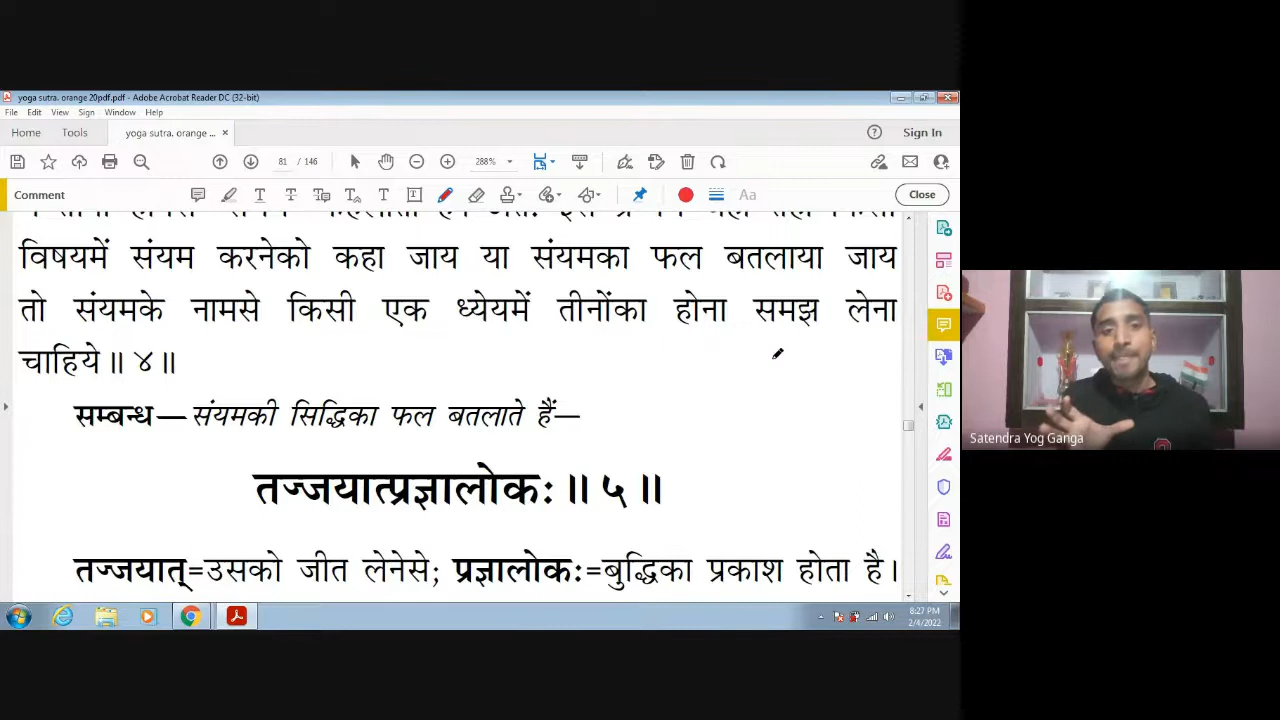 yoga sutra. orange 20pdf.pdf - Adobe Acrobat Reader DC (32-bit)
File Edit View Sign Window Help
Home Tools yoga sutra. orange ... × Sign In
81 / 146 288%
Comment Aa Close
विषयमें संयम करनेको कहा जाय या संयमका फल बतलाया जाय
तो संयमके नामसे किसी एक ध्येयमें तीनोंका होना समझ लेना
चाहिये॥ ४॥
सम्बन्ध—संयमकी सिद्धिका फल बतलाते हैं—
तज्जयात्प्रज्ञालोकः॥ ५॥
तज्जयात्=उसको जीत लेनेसे; प्रज्ञालोकः=बुद्धिका प्रकाश होता है।
Satendra Yog Ganga
8:27 PM
2/4/2022